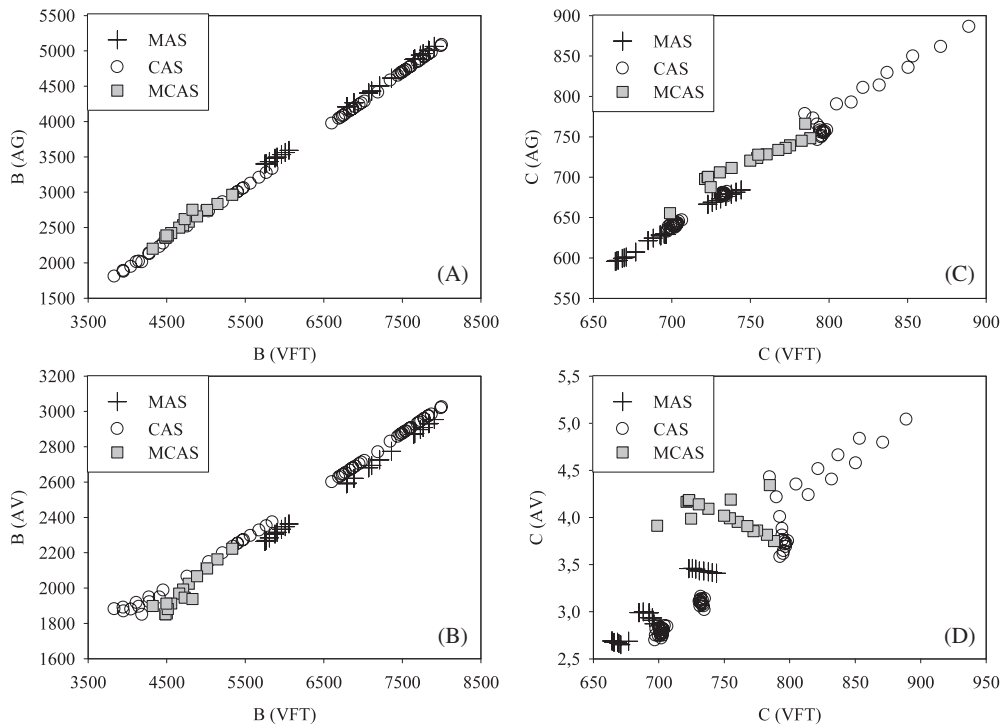 5500
5000
4500
4000
3500
3000
2500
2000
1500
B (AG)
MAS
CAS
MCAS
(A)
3500 4500 5500 6500 7500 8500
B (VFT)
900
850
800
750
700
650
600
550
C (AG)
MAS
CAS
MCAS
(C)
650 700 750 800 850 900
C (VFT)
3200
3000
2800
2600
2400
2200
2000
1800
1600
B (AV)
MAS
CAS
MCAS
(B)
3500 4500 5500 6500 7500 8500
B (VFT)
5,5
5,0
4,5
4,0
3,5
3,0
2,5
C (AV)
MAS
CAS
MCAS
(D)
650 700 750 800 850 900 950
C (VFT)